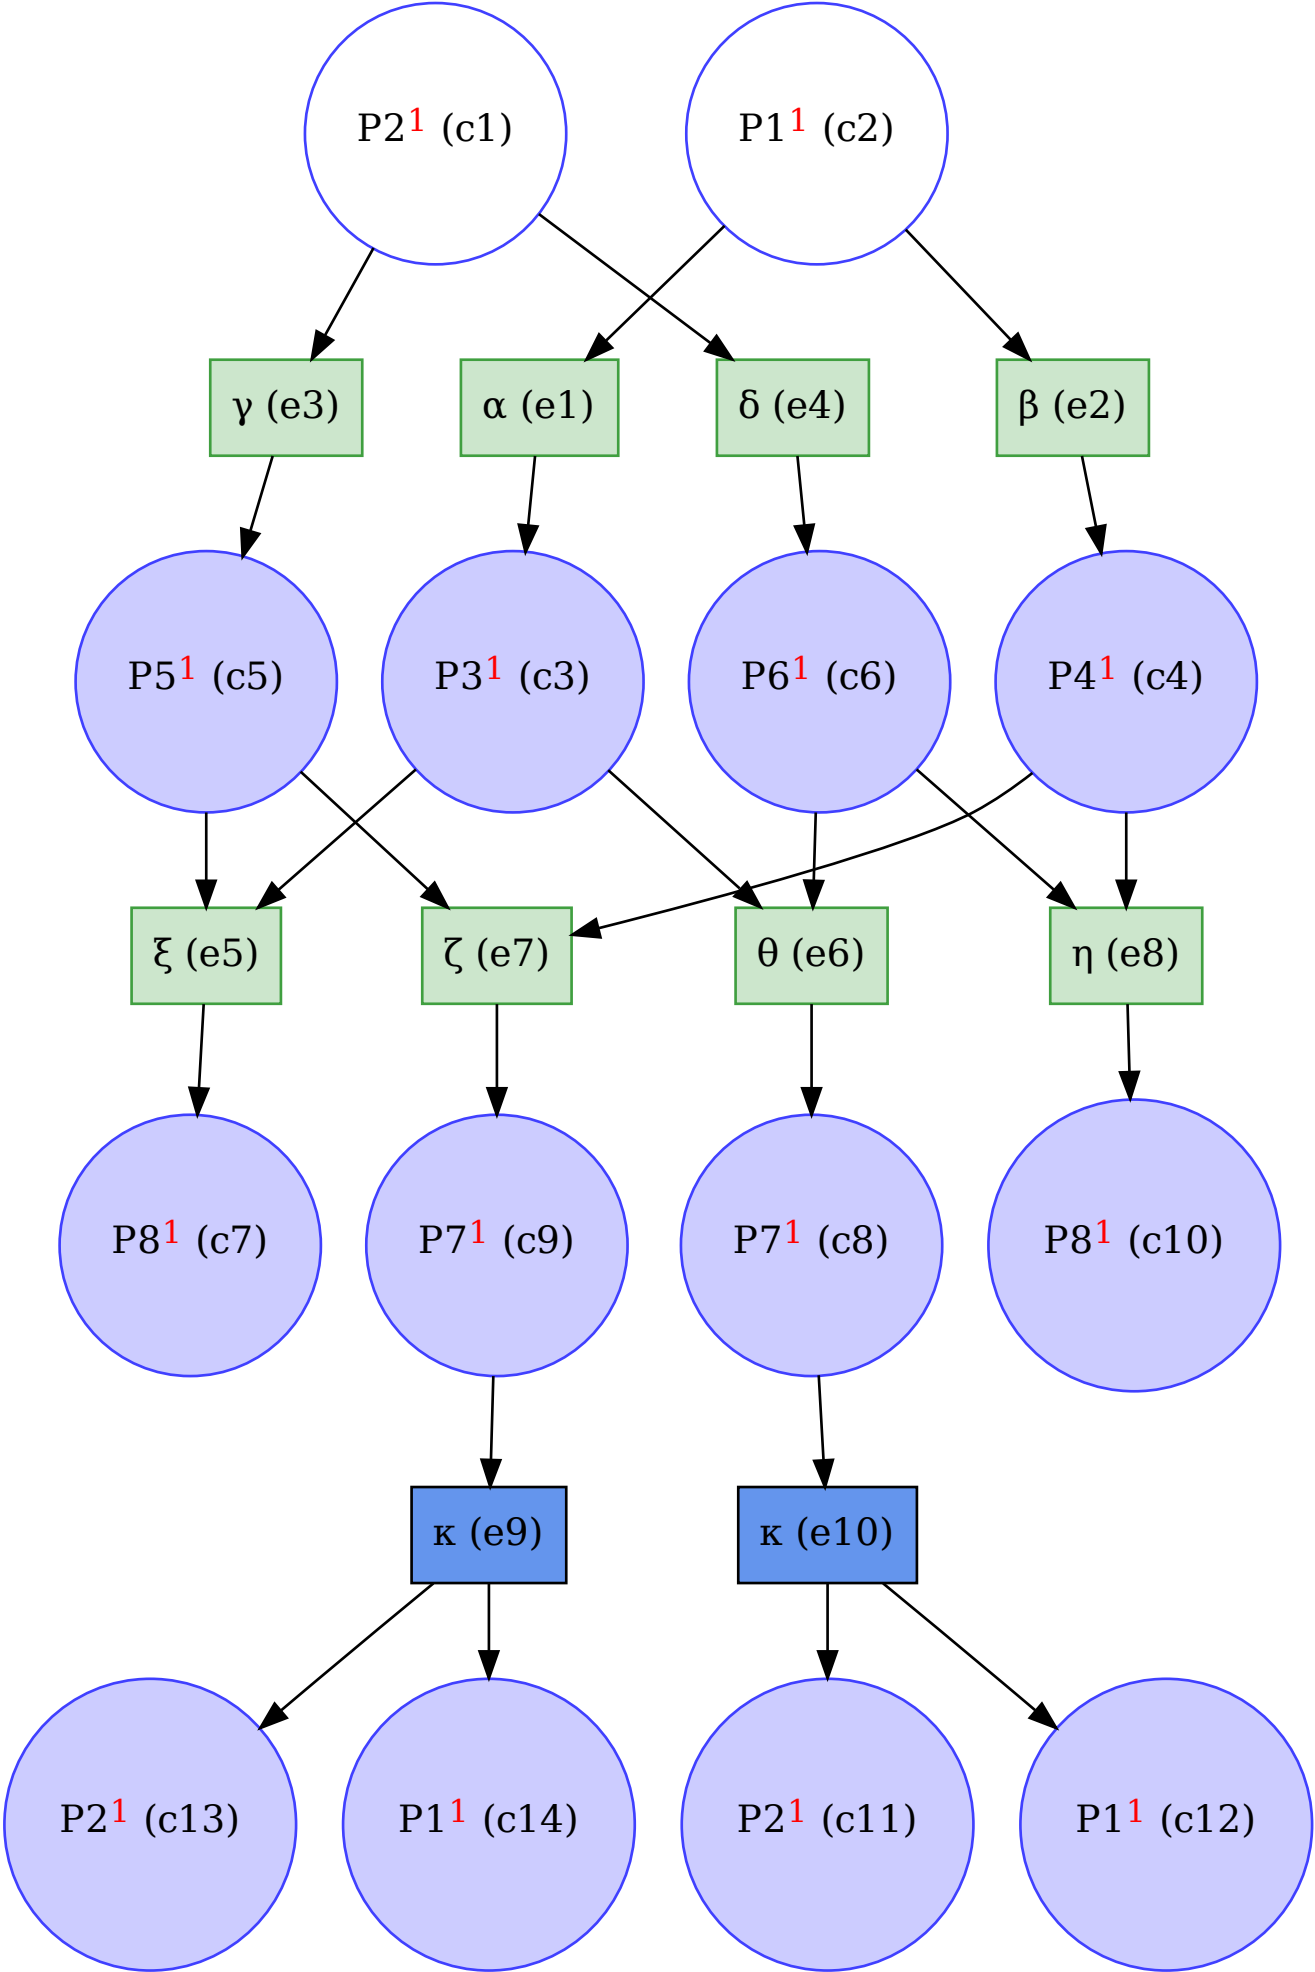 P2¹ (c1)
P1¹ (c2)
γ (e3)
α (e1)
δ (e4)
β (e2)
P5¹ (c5)
P3¹ (c3)
P6¹ (c6)
P4¹ (c4)
ξ (e5)
ζ (e7)
θ (e6)
η (e8)
P8¹ (c7)
P7¹ (c9)
P7¹ (c8)
P8¹ (c10)
κ (e9)
κ (e10)
P2¹ (c13)
P1¹ (c14)
P2¹ (c11)
P1¹ (c12)